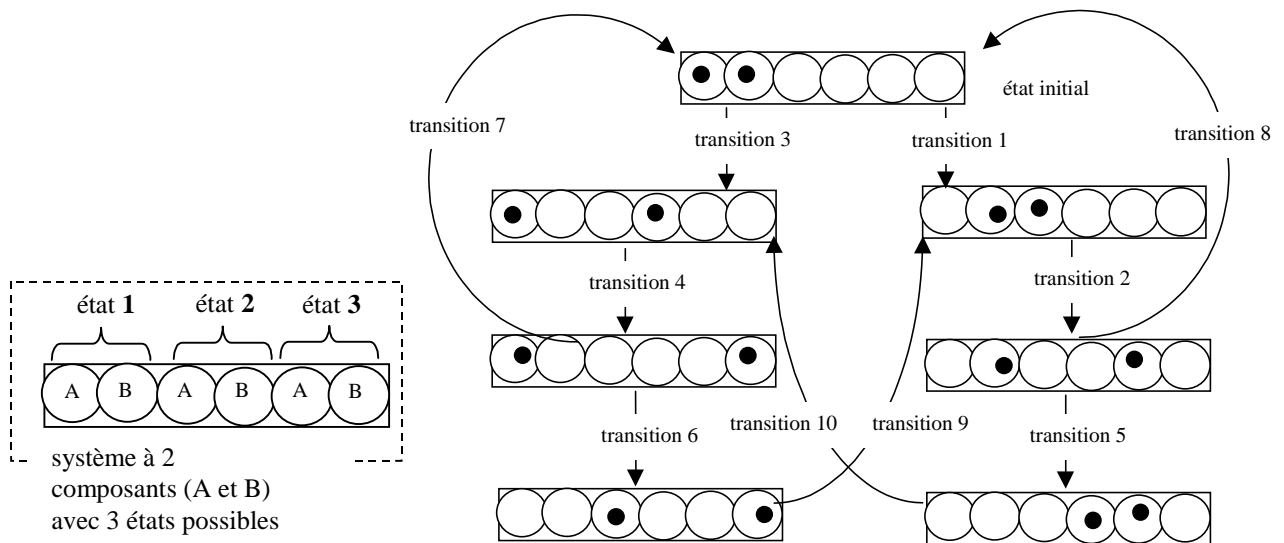 état initial
transition 7
transition 3
transition 1
transition 8
transition 4
transition 2
état 1 état 2 état 3
A B A B A B
transition 6
transition 10
transition 9
transition 5
système à 2
composants (A et B)
avec 3 états possibles